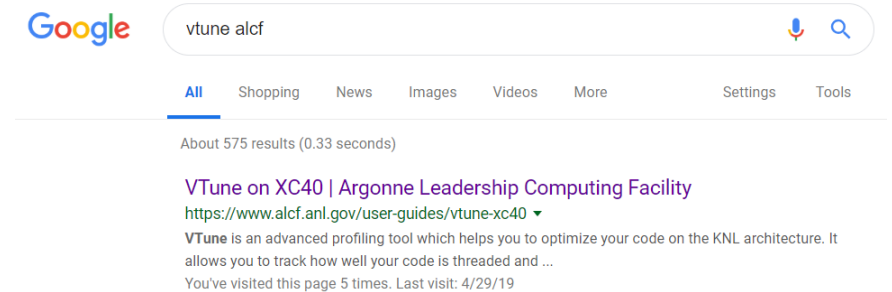 Google
vtune alcf
All Shopping News Images Videos More Settings Tools
About 575 results (0.33 seconds)
VTune on XC40 | Argonne Leadership Computing Facility
https://www.alcf.anl.gov/user-guides/vtune-xc40
VTune is an advanced profiling tool which helps you to optimize your code on the KNL architecture. It
allows you to track how well your code is threaded and ...
You've visited this page 5 times. Last visit: 4/29/19